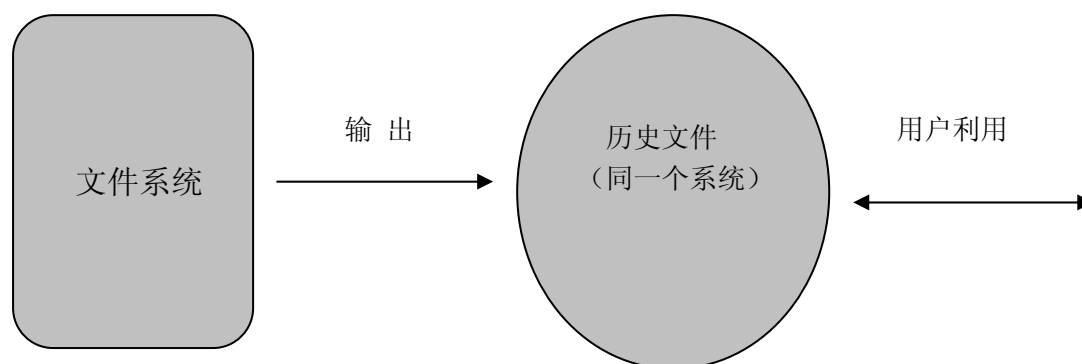 文件系统
输 出
历史文件
（同一个系统）
用户利用